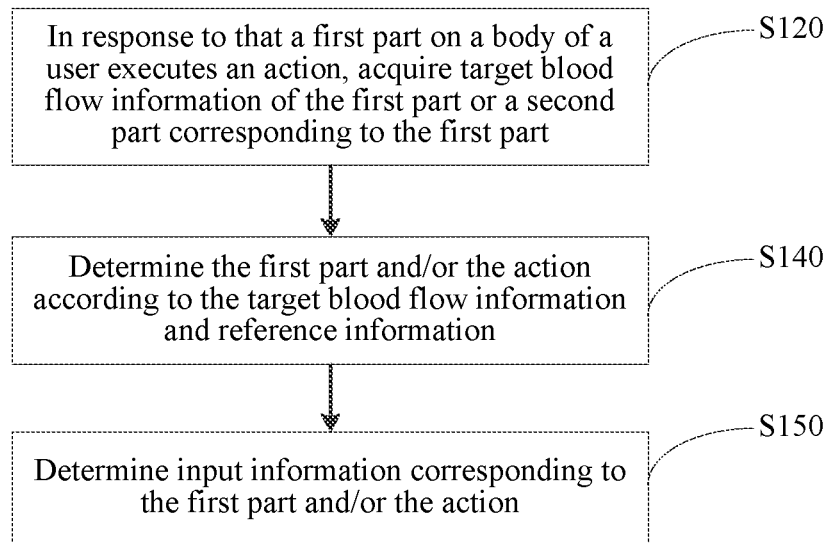 In response to that a first part on a body of a
user executes an action, acquire target blood
flow information of the first part or a second
part corresponding to the first part
S120
Determine the first part and/or the action
according to the target blood flow information
and reference information
S140
Determine input information corresponding to
the first part and/or the action
S150